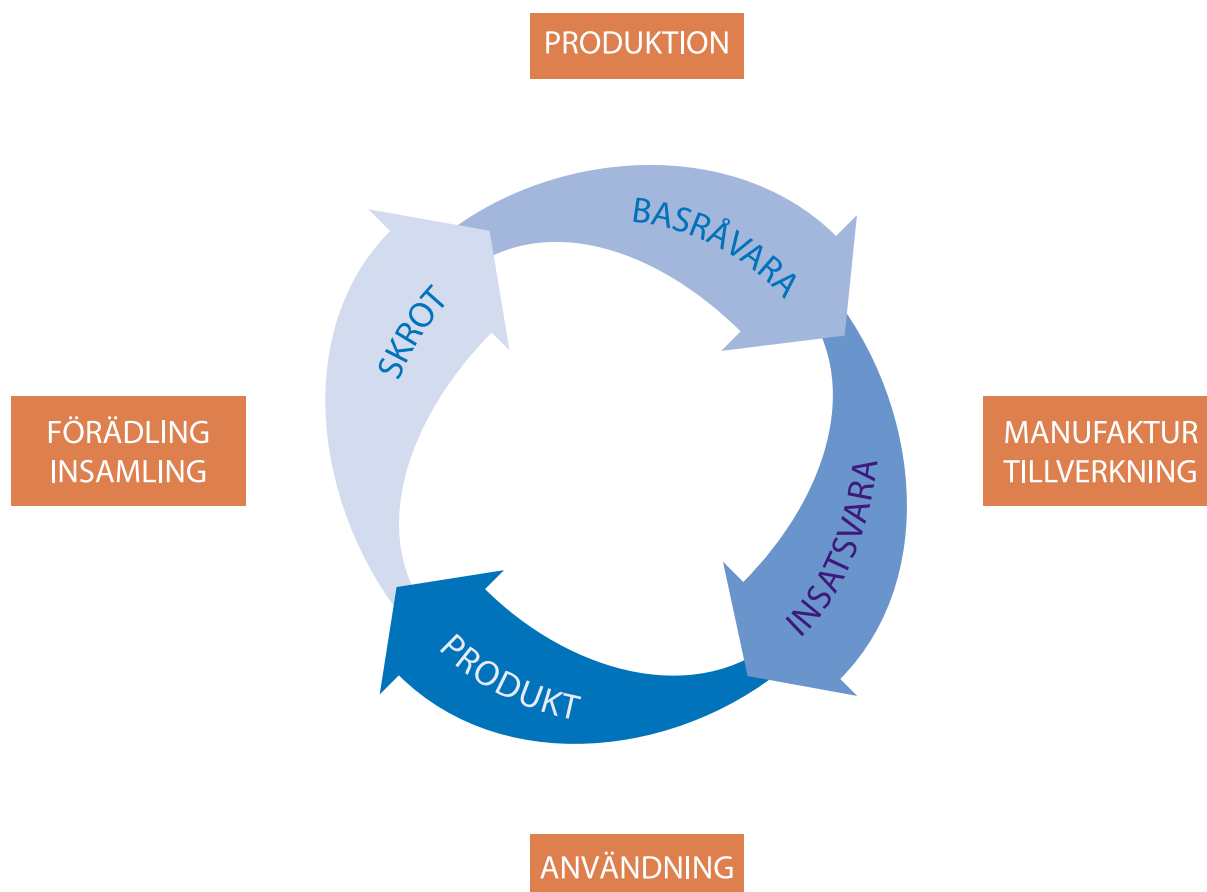 PRODUKTION
BASRÅVARA
SKROT
FÖRÄDLING
INSAMLING
MANUFAKTUR
TILLVERKNING
INSATSVARA
PRODUKT
ANVÄNDNING